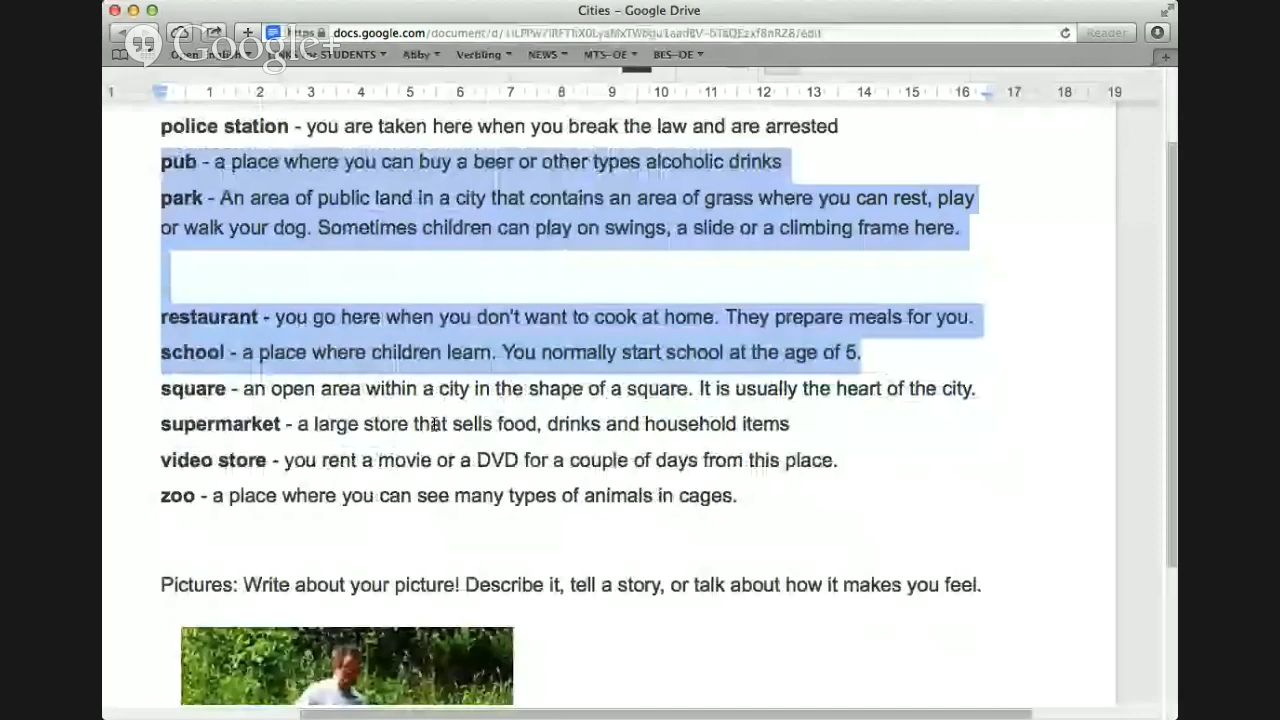 Cities – Google Drive
Google+
https docs.google.com/document/d/
Reader
Open English LINKS for STUDENTS Abby Verbling NEWS MTS-OE BES-OE
1 1 2 3 4 5 6 7 8 9 10 11 12 13 14 15 16 17 18 19
police station - you are taken here when you break the law and are arrested
pub - a place where you can buy a beer or other types alcoholic drinks
park - An area of public land in a city that contains an area of grass where you can rest, play
or walk your dog. Sometimes children can play on swings, a slide or a climbing frame here.
restaurant - you go here when you don't want to cook at home. They prepare meals for you.
school - a place where children learn. You normally start school at the age of 5.
square - an open area within a city in the shape of a square. It is usually the heart of the city.
supermarket - a large store that sells food, drinks and household items
video store - you rent a movie or a DVD for a couple of days from this place.
zoo - a place where you can see many types of animals in cages.
Pictures: Write about your picture! Describe it, tell a story, or talk about how it makes you feel.